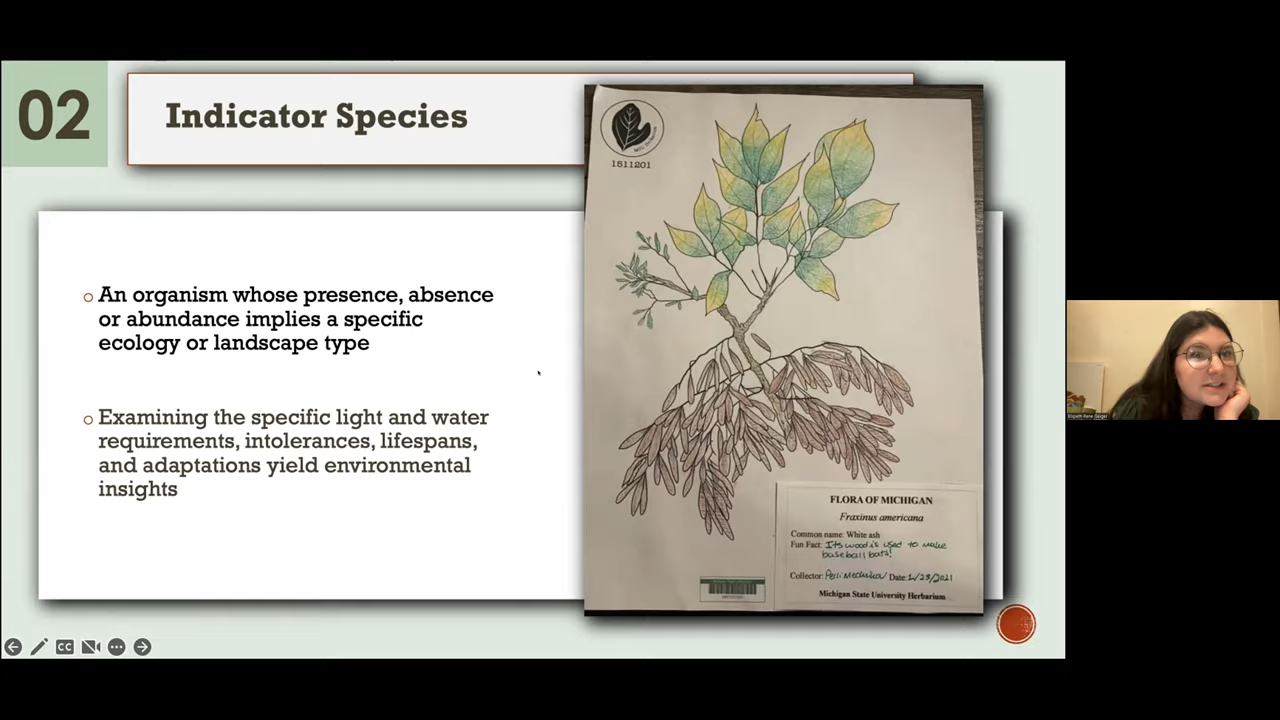 02
Indicator Species
An organism whose presence, absence
or abundance implies a specific
ecology or landscape type
Examining the specific light and water
requirements, intolerances, lifespans,
and adaptations yield environmental
insights
1511201
FLORA OF MICHIGAN
Fraxinus americana
Common name: White ash
Fun Fact: Its wood is used to make
baseball bats!
Collector: Date: 1/23/2021
Michigan State University Herbarium
CC